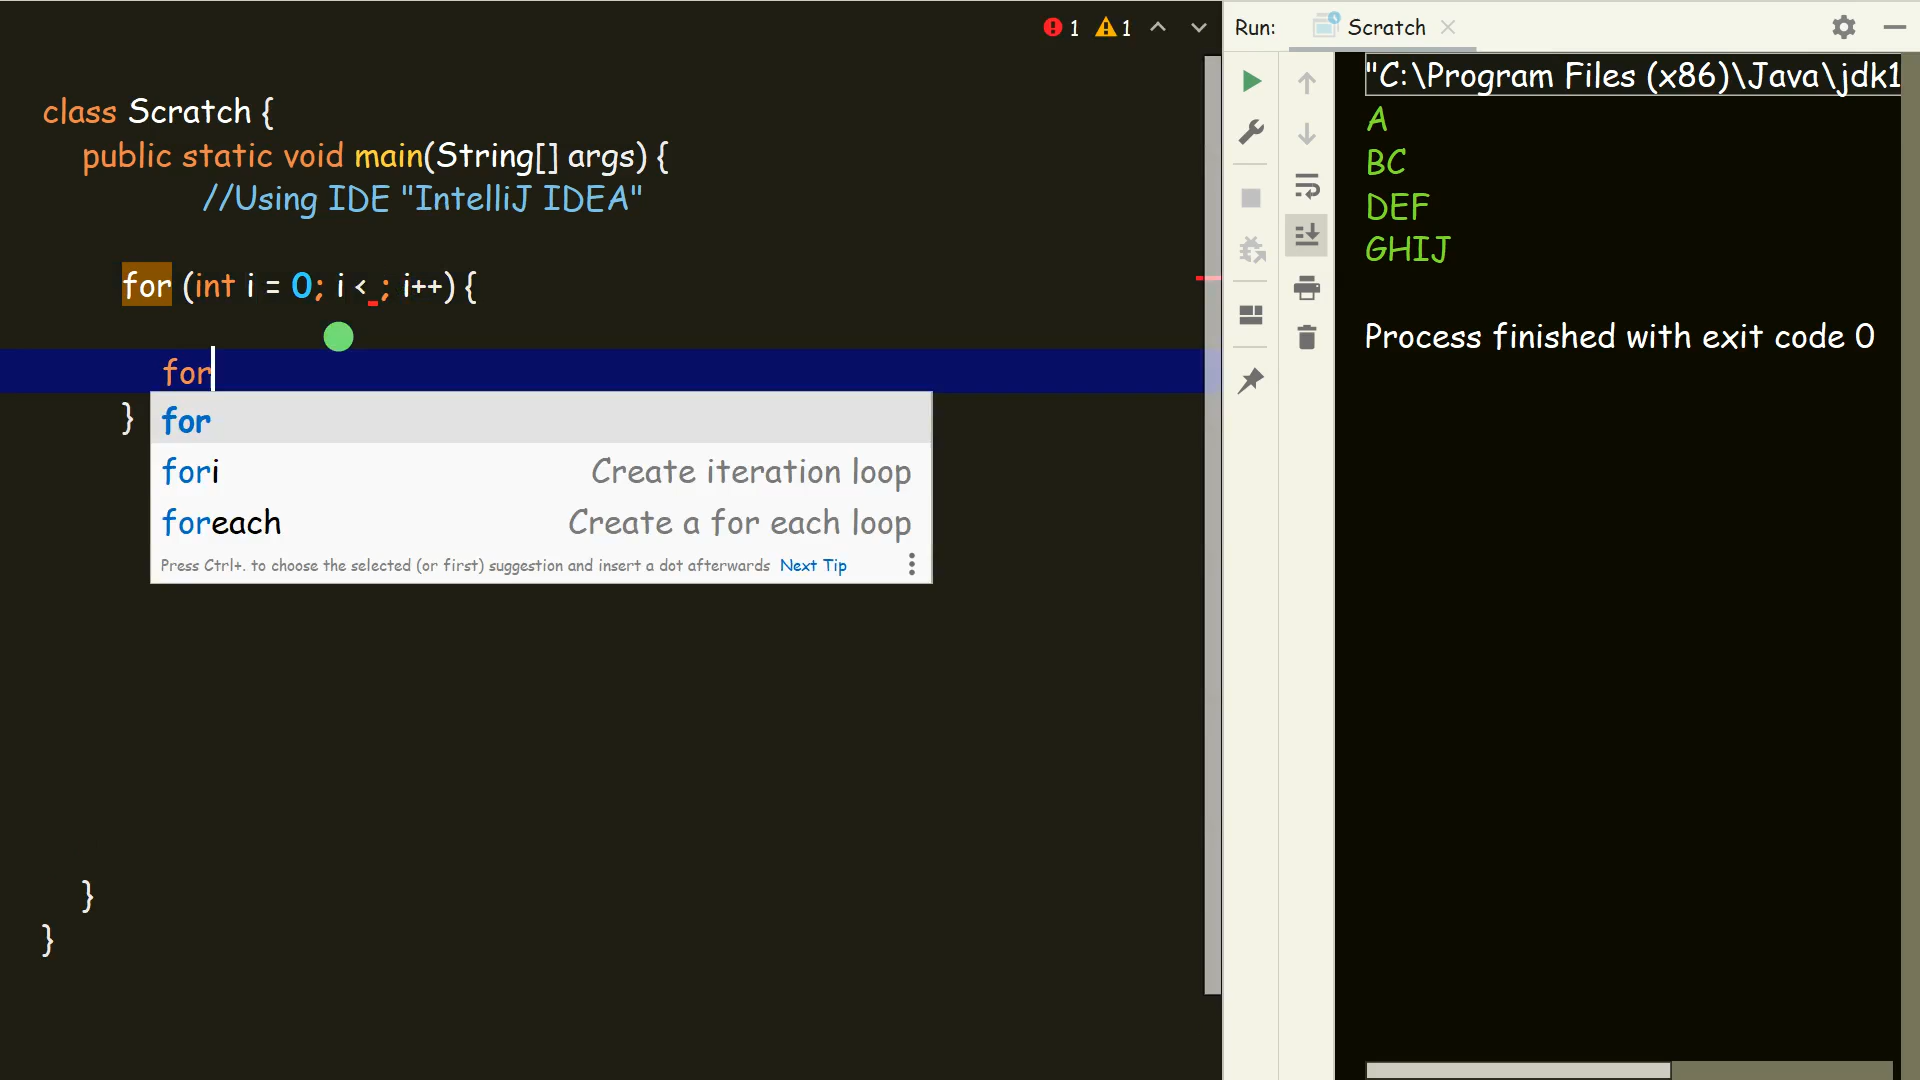 1 1
class Scratch {
public static void main(String[] args) {
//Using IDE "IntelliJ IDEA"
for (int i = 0; i < ; i++) {
for
}
for
fori Create iteration loop
foreach Create a for each loop
Press Ctrl+. to choose the selected (or first) suggestion and insert a dot afterwards Next Tip
}
}
Run: Scratch
"C:\Program Files (x86)\Java\jdk1
A
BC
DEF
GHIJ
Process finished with exit code 0